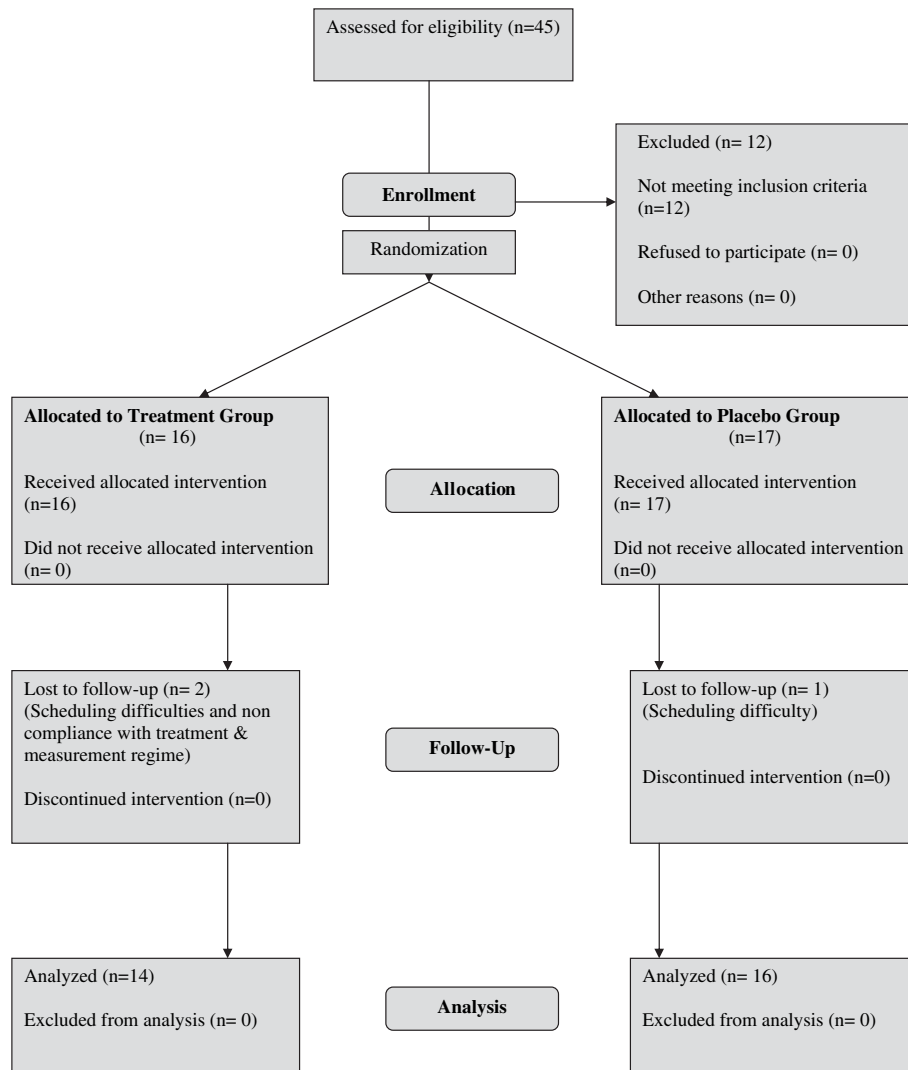 Assessed for eligibility (n=45)
Excluded (n= 12)
Not meeting inclusion criteria
(n=12)
Refused to participate (n= 0)
Other reasons (n= 0)
Enrollment
Randomization
Allocated to Treatment Group
(n= 16)
Received allocated intervention
(n=16)
Did not receive allocated intervention
(n= 0)
Allocation
Allocated to Placebo Group
(n=17)
Received allocated intervention
(n= 17)
Did not receive allocated intervention
(n=0)
Lost to follow-up (n= 2)
(Scheduling difficulties and non
compliance with treatment &
measurement regime)
Discontinued intervention (n=0)
Follow-Up
Lost to follow-up (n= 1)
(Scheduling difficulty)
Discontinued intervention (n=0)
Analyzed (n=14)
Excluded from analysis (n= 0)
Analysis
Analyzed (n= 16)
Excluded from analysis (n= 0)